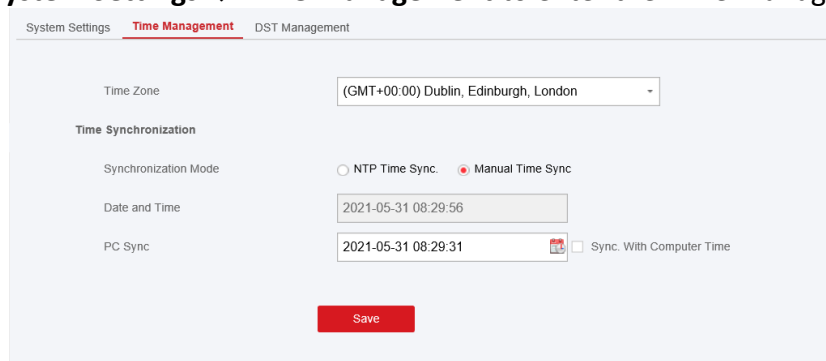 System Settings Time Management DST Management
Time Zone (GMT+00:00) Dublin, Edinburgh, London
Time Synchronization
Synchronization Mode NTP Time Sync. Manual Time Sync
Date and Time 2021-05-31 08:29:56
PC Sync 2021-05-31 08:29:31 Sync. With Computer Time
Save